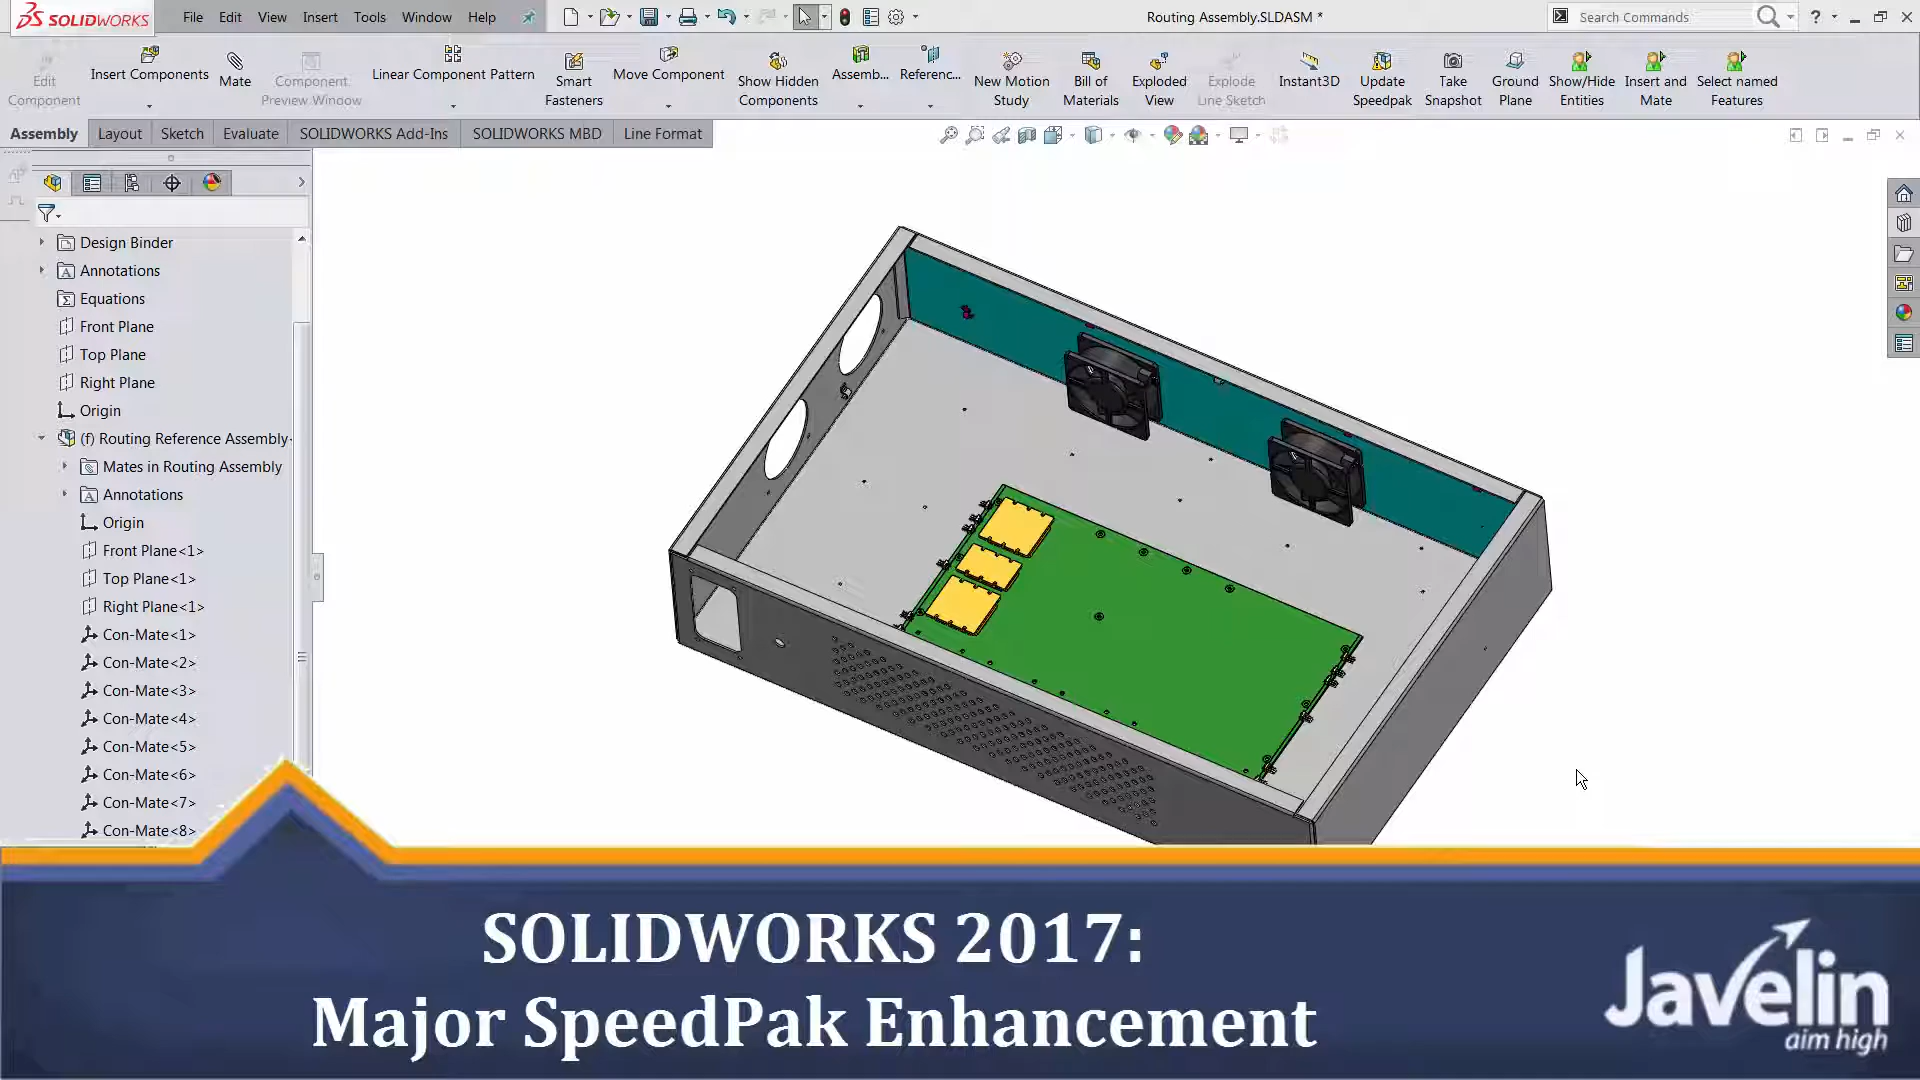 SOLIDWORKS
File Edit View Insert Tools Window Help
Routing Assembly.SLDASM *
Search Commands
?
Edit Component
Insert Components
Mate
Component Preview Window
Linear Component Pattern
Smart Fasteners
Move Component
Show Hidden Components
Assemb...
Referenc...
New Motion Study
Bill of Materials
Exploded View
Explode Line Sketch
Instant3D
Update Speedpak
Take Snapshot
Ground Plane
Show/Hide Entities
Insert and Mate
Select named Features
Assembly Layout Sketch Evaluate SOLIDWORKS Add-Ins SOLIDWORKS MBD Line Format
Design Binder
Annotations
Equations
Front Plane
Top Plane
Right Plane
Origin
(f) Routing Reference Assembly
Mates in Routing Assembly
Annotations
Origin
Front Plane<1>
Top Plane<1>
Right Plane<1>
Con-Mate<1>
Con-Mate<2>
Con-Mate<3>
Con-Mate<4>
Con-Mate<5>
Con-Mate<6>
Con-Mate<7>
Con-Mate<8>
SOLIDWORKS 2017:
Major SpeedPak Enhancement
Javelin
aim high